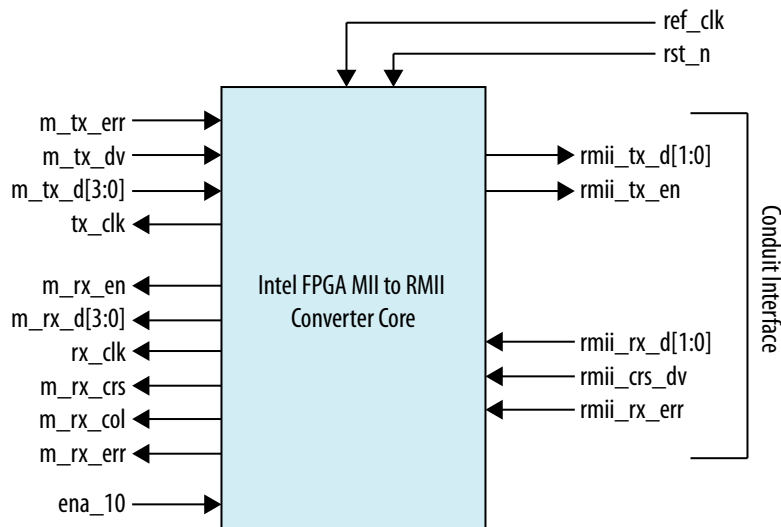 ref_clk
rst_n
m_tx_err
m_tx_dv
m_tx_d[3:0]
tx_clk
m_rx_en
m_rx_d[3:0]
rx_clk
m_rx_crs
m_rx_col
m_rx_err
ena_10
Intel FPGA MII to RMII
Converter Core
rmii_tx_d[1:0]
rmii_tx_en
rmii_rx_d[1:0]
rmii_crs_dv
rmii_rx_err
Conduit Interface